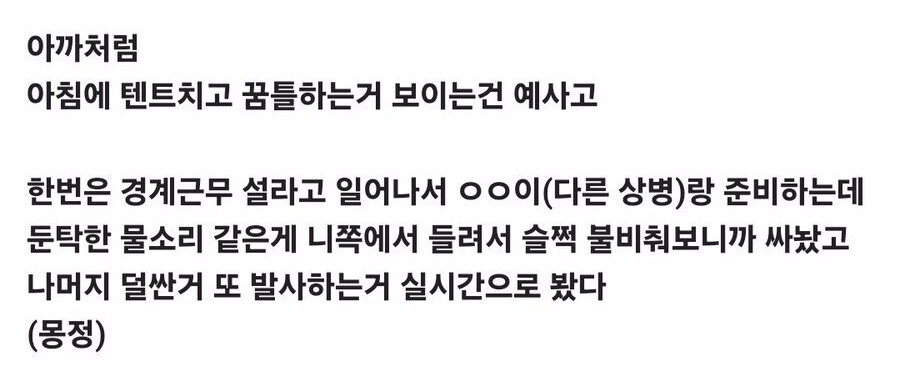 아까처럼
아침에 텐트치고 꿈틀하는거 보이는건 예사고
한번은 경계근무 설라고 일어나서 ㅇㅇ이(다른 상병)랑 준비하는데
둔탁한 물소리 같은게 니쪽에서 들려서 슬쩍 불비춰보니까 싸놨고
나머지 덜싼거 또 발사하는거 실시간으로 봤다
(몽정)